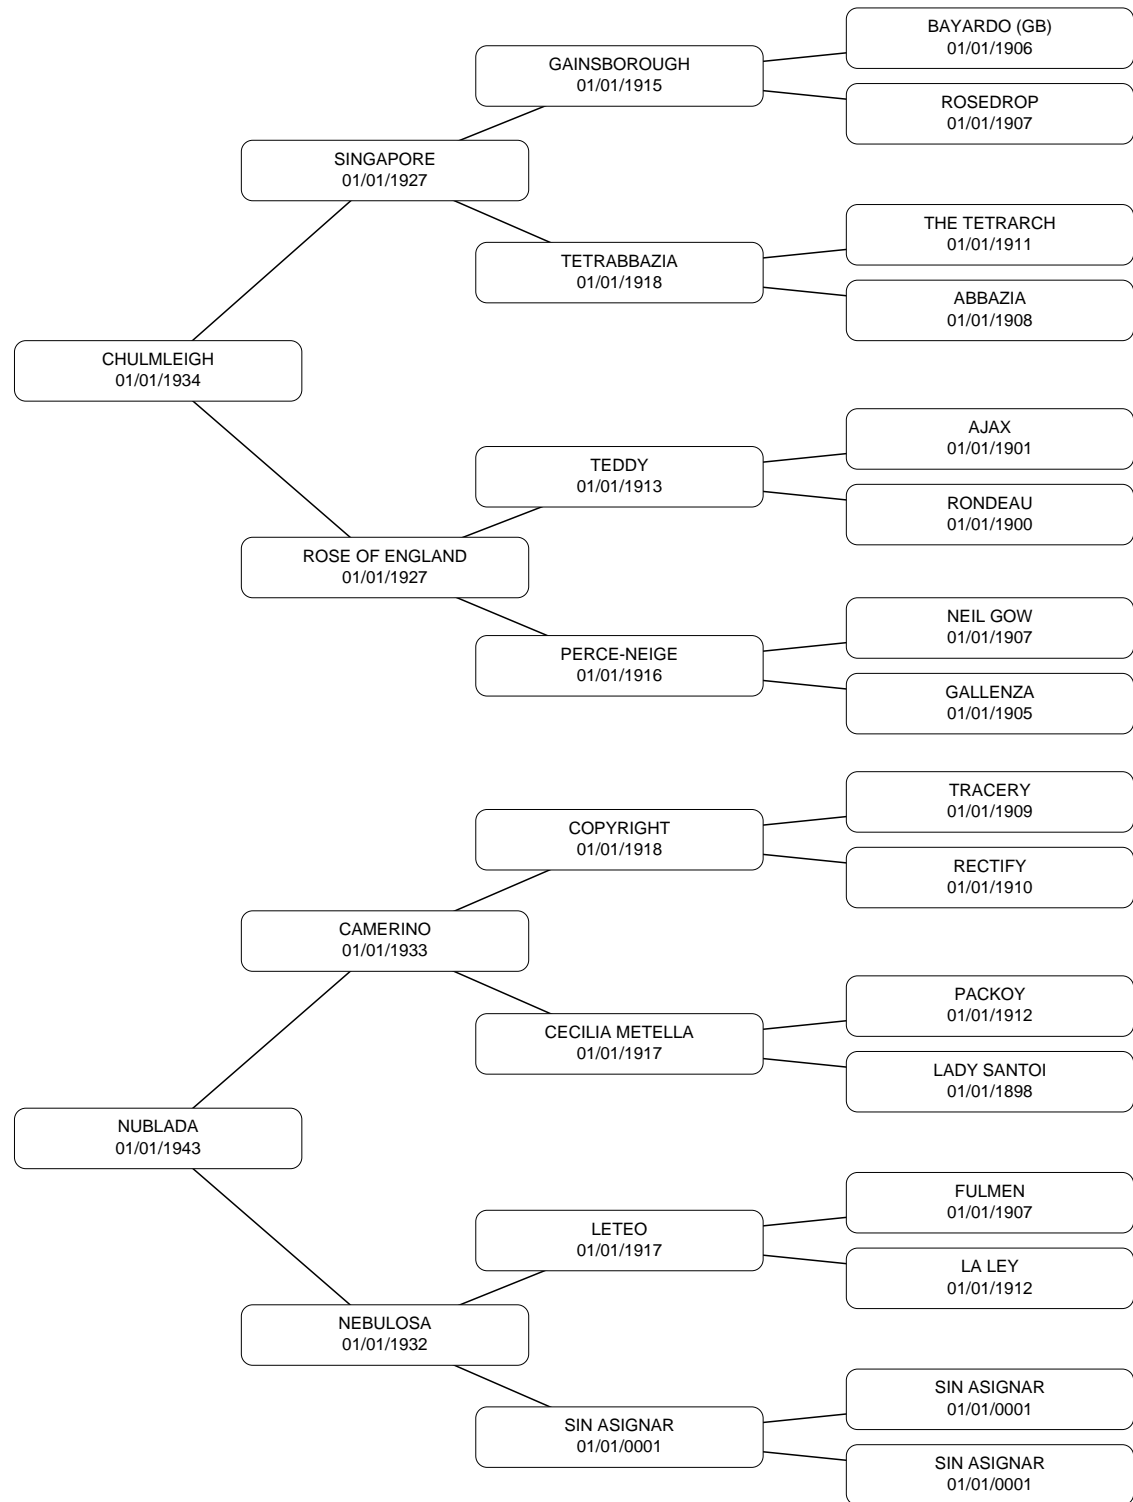 BAYARDO (GB)
01/01/1906
GAINSBOROUGH
01/01/1915
ROSEDROP
01/01/1907
SINGAPORE
01/01/1927
THE TETRARCH
01/01/1911
TETRABBAZIA
01/01/1918
ABBAZIA
01/01/1908
CHULMLEIGH
01/01/1934
AJAX
01/01/1901
TEDDY
01/01/1913
RONDEAU
01/01/1900
ROSE OF ENGLAND
01/01/1927
NEIL GOW
01/01/1907
PERCE-NEIGE
01/01/1916
GALLENZA
01/01/1905
TRACERY
01/01/1909
COPYRIGHT
01/01/1918
RECTIFY
01/01/1910
CAMERINO
01/01/1933
PACKOY
01/01/1912
CECILIA METELLA
01/01/1917
LADY SANTOI
01/01/1898
NUBLADA
01/01/1943
FULMEN
01/01/1907
LETEO
01/01/1917
LA LEY
01/01/1912
NEBULOSA
01/01/1932
SIN ASIGNAR
01/01/0001
SIN ASIGNAR
01/01/0001
SIN ASIGNAR
01/01/0001